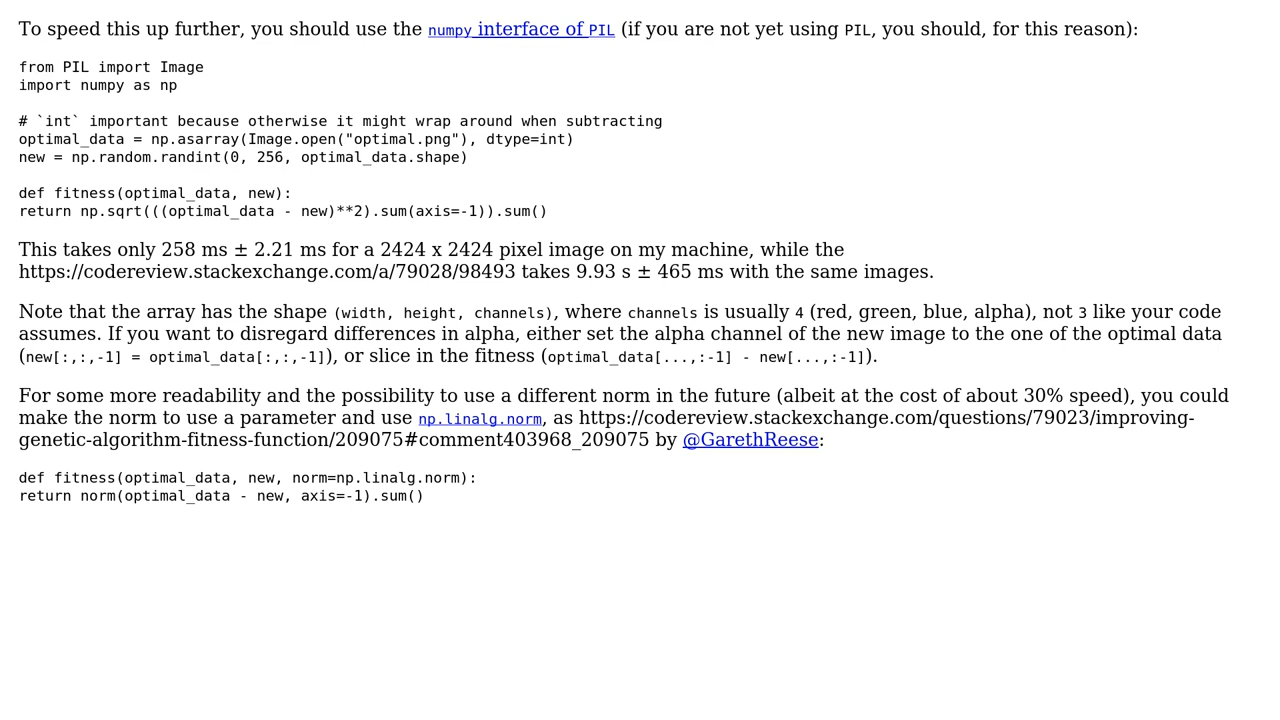 To speed this up further, you should use the numpy interface of PIL (if you are not yet using PIL, you should, for this reason):
from PIL import Image
import numpy as np
# `int` important because otherwise it might wrap around when subtracting
optimal_data = np.asarray(Image.open("optimal.png"), dtype=int)
new = np.random.randint(0, 256, optimal_data.shape)
def fitness(optimal_data, new):
return np.sqrt(((optimal_data - new)**2).sum(axis=-1)).sum()
This takes only 258 ms ± 2.21 ms for a 2424 x 2424 pixel image on my machine, while the
https://codereview.stackexchange.com/a/79028/98493 takes 9.93 s ± 465 ms with the same images.
Note that the array has the shape (width, height, channels), where channels is usually 4 (red, green, blue, alpha), not 3 like your code
assumes. If you want to disregard differences in alpha, either set the alpha channel of the new image to the one of the optimal data
(new[:,:,-1] = optimal_data[:,:,-1]), or slice in the fitness (optimal_data[...,:-1] - new[...,:-1]).
For some more readability and the possibility to use a different norm in the future (albeit at the cost of about 30% speed), you could
make the norm to use a parameter and use np.linalg.norm, as https://codereview.stackexchange.com/questions/79023/improving-
genetic-algorithm-fitness-function/209075#comment403968_209075 by @GarethReese:
def fitness(optimal_data, new, norm=np.linalg.norm):
return norm(optimal_data - new, axis=-1).sum()